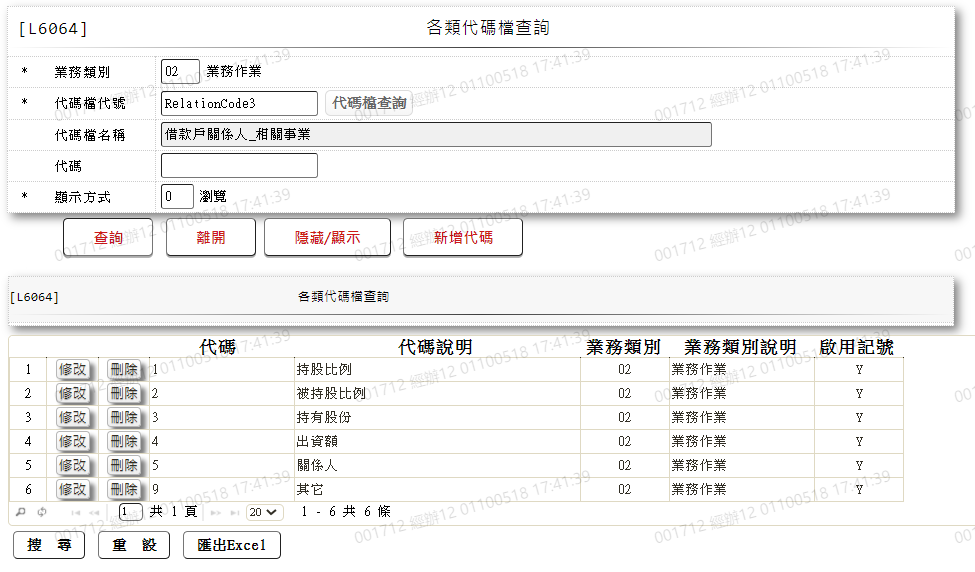 [L6064] 各類代碼檔查詢
* 業務類別 02 業務作業
* 代碼檔代號 RelationCode3 代碼檔查詢
代碼檔名稱 借款戶關係人_相關事業
代碼
* 顯示方式 0 瀏覽
查詢 離開 隱藏/顯示 新增代碼
[L6064] 各類代碼檔查詢
代碼 代碼說明 業務類別 業務類別說明 啟用記號
1 修改 刪除 1 持股比例 02 業務作業 Y
2 修改 刪除 2 被持股比例 02 業務作業 Y
3 修改 刪除 3 持有股份 02 業務作業 Y
4 修改 刪除 4 出資額 02 業務作業 Y
5 修改 刪除 5 關係人 02 業務作業 Y
6 修改 刪除 9 其它 02 業務作業 Y
1 共 1 頁 20 1 - 6 共 6 條
搜 尋 重 設 匯出Excel
001712 經辦12 01100518 17:41:39